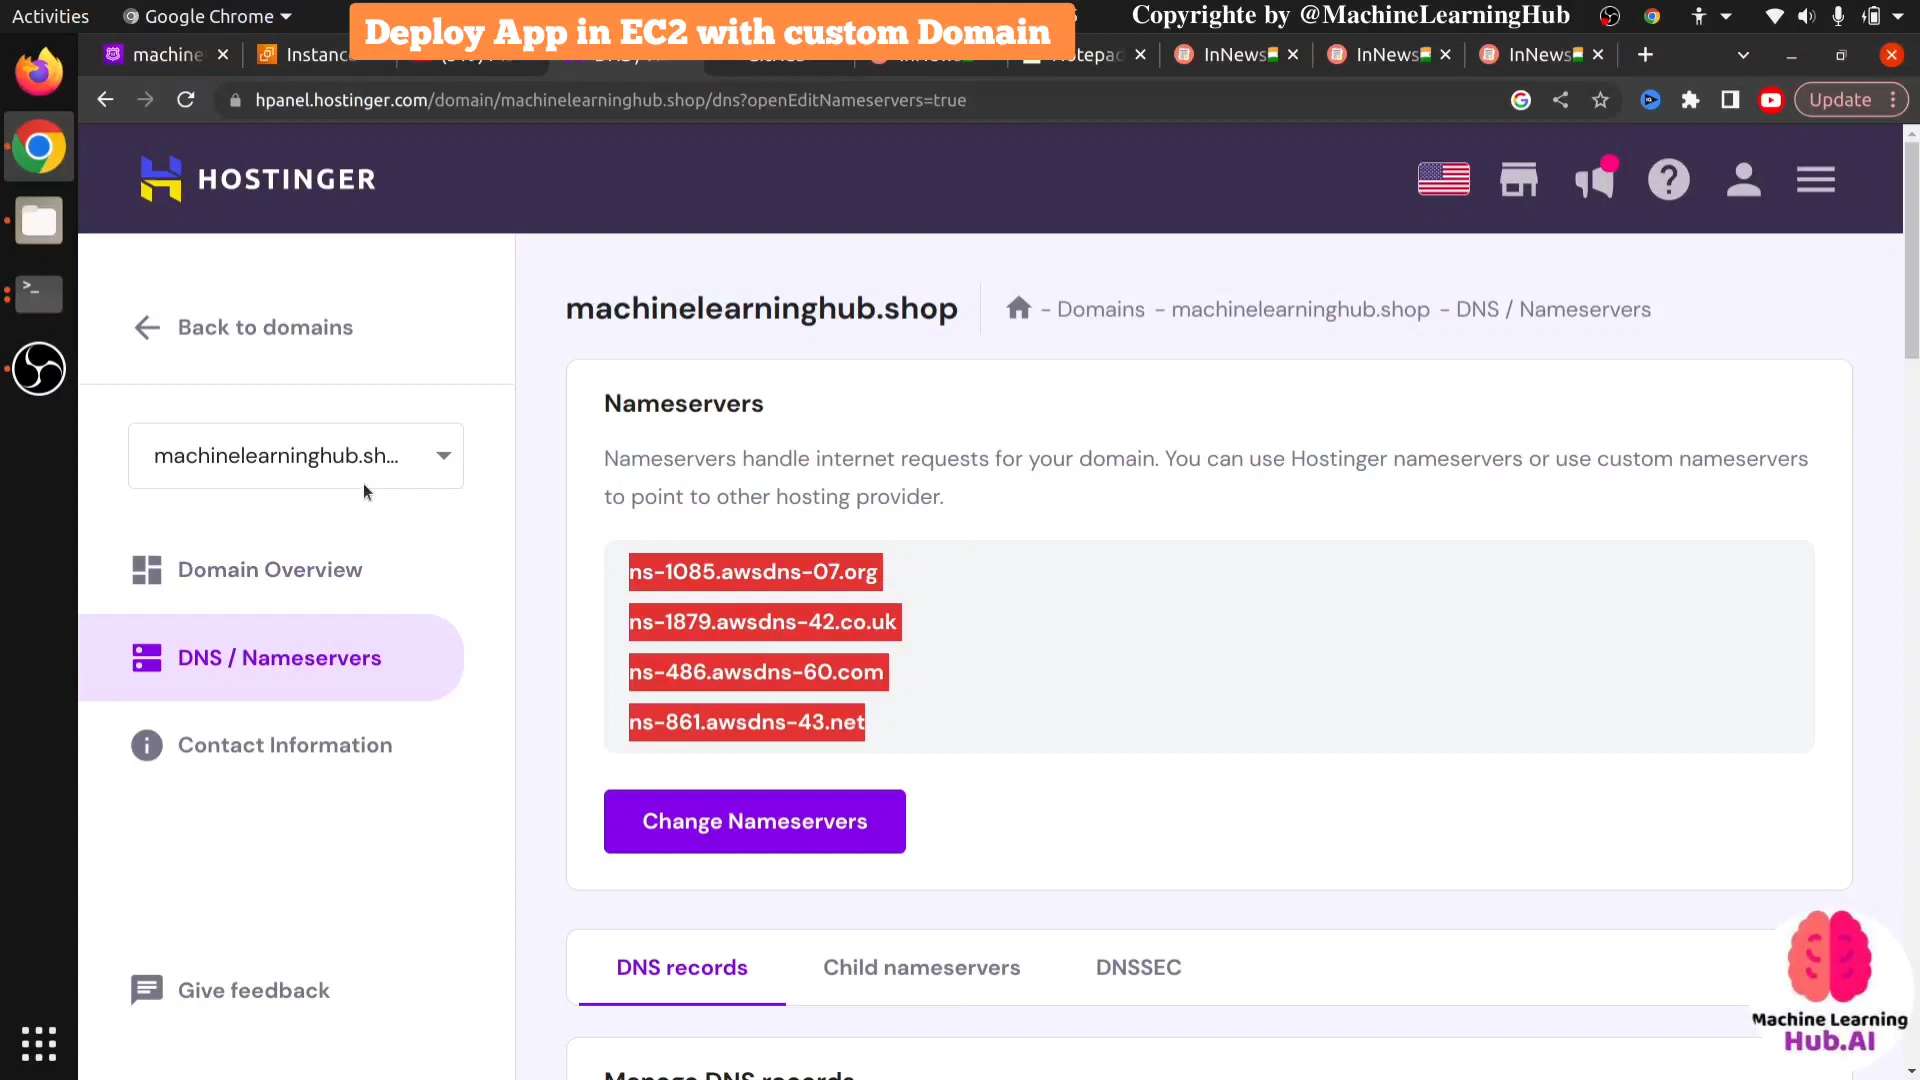 Activities
Google Chrome
Deploy App in EC2 with custom Domain
Copyrighte by @MachineLearningHub
machine
Instanc
Notepad
InNews
InNews
InNews
hpanel.hostinger.com/domain/machinelearninghub.shop/dns?openEditNameservers=true
Update
HOSTINGER
Back to domains
machinelearninghub.sh...
Domain Overview
DNS / Nameservers
Contact Information
Give feedback
machinelearninghub.shop
- Domains - machinelearninghub.shop - DNS / Nameservers
Nameservers
Nameservers handle internet requests for your domain. You can use Hostinger nameservers or use custom nameservers
to point to other hosting provider.
ns-1085.awsdns-07.org
ns-1879.awsdns-42.co.uk
ns-486.awsdns-60.com
ns-861.awsdns-43.net
Change Nameservers
DNS records
Child nameservers
DNSSEC
Manage DNS records
Machine Learning
Hub.AI